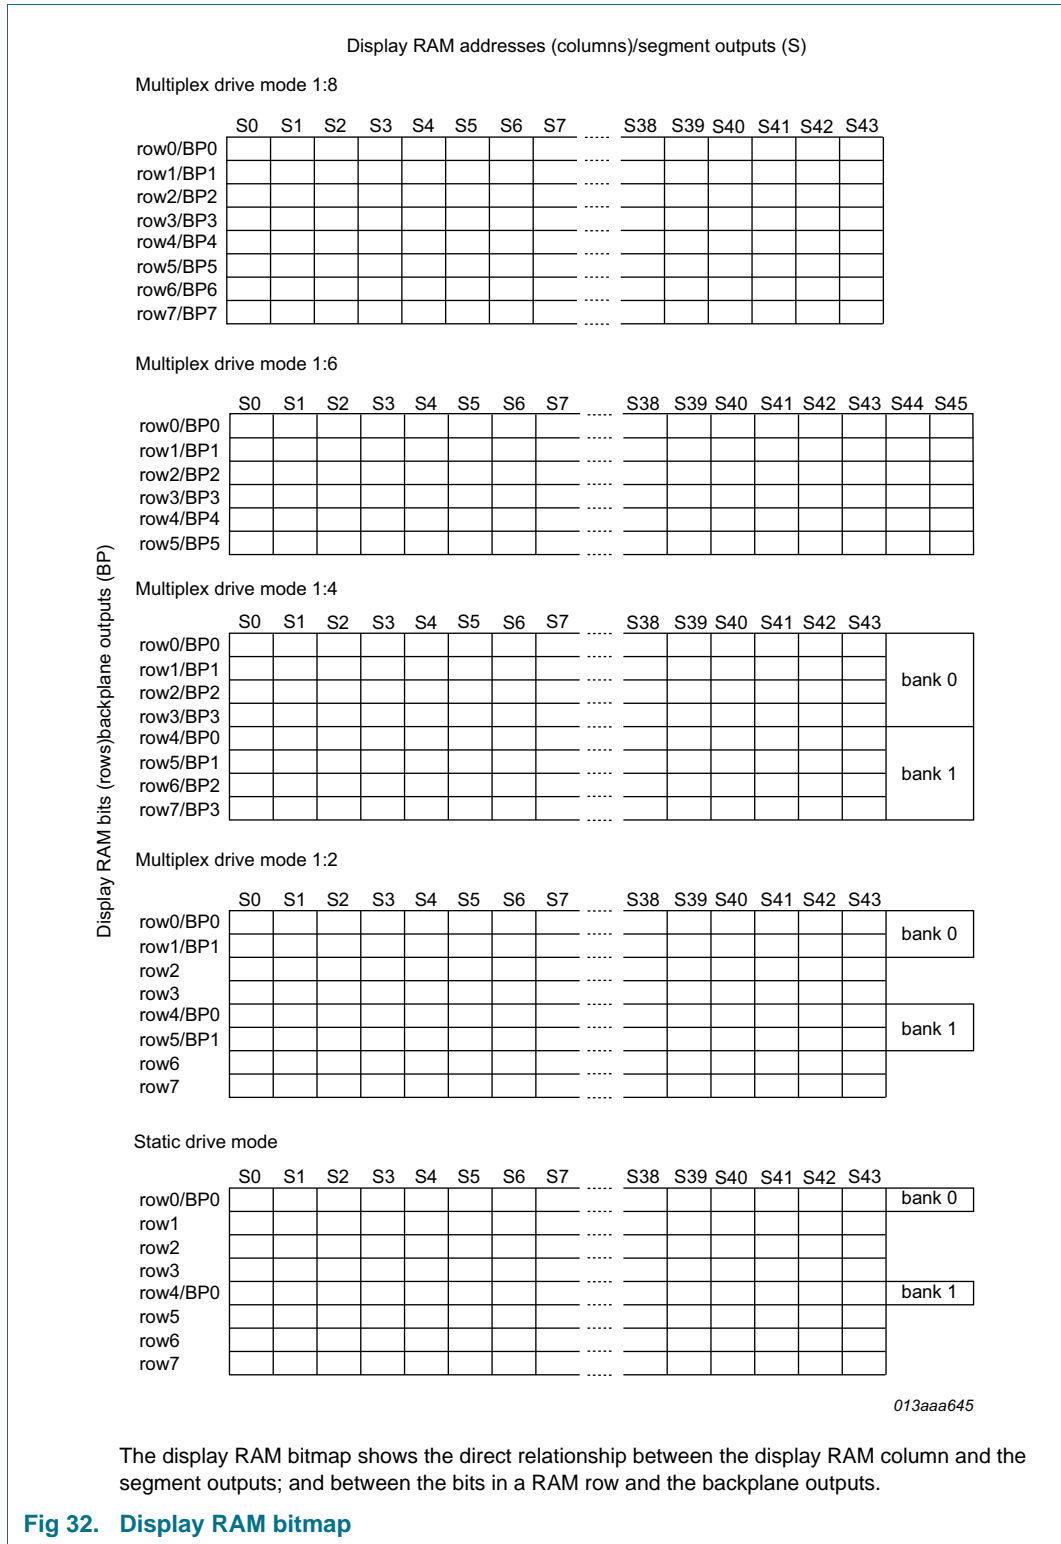 Display RAM addresses (columns)/segment outputs (S)
Display RAM bits (rows)backplane outputs (BP)
Multiplex drive mode 1:8
S0 S1 S2 S3 S4 S5 S6 S7 ..... S38 S39 S40 S41 S42 S43
row0/BP0
row1/BP1
row2/BP2
row3/BP3
row4/BP4
row5/BP5
row6/BP6
row7/BP7
Multiplex drive mode 1:6
S0 S1 S2 S3 S4 S5 S6 S7 ..... S38 S39 S40 S41 S42 S43 S44 S45
row0/BP0
row1/BP1
row2/BP2
row3/BP3
row4/BP4
row5/BP5
Multiplex drive mode 1:4
S0 S1 S2 S3 S4 S5 S6 S7 ..... S38 S39 S40 S41 S42 S43
row0/BP0
row1/BP1
bank 0
row2/BP2
row3/BP3
row4/BP0
row5/BP1
bank 1
row6/BP2
row7/BP3
Multiplex drive mode 1:2
S0 S1 S2 S3 S4 S5 S6 S7 ..... S38 S39 S40 S41 S42 S43
row0/BP0
bank 0
row1/BP1
row2
row3
row4/BP0
bank 1
row5/BP1
row6
row7
Static drive mode
S0 S1 S2 S3 S4 S5 S6 S7 ..... S38 S39 S40 S41 S42 S43
row0/BP0 bank 0
row1
row2
row3
row4/BP0 bank 1
row5
row6
row7
013aaa645
The display RAM bitmap shows the direct relationship between the display RAM column and the
segment outputs; and between the bits in a RAM row and the backplane outputs.
Fig 32. Display RAM bitmap